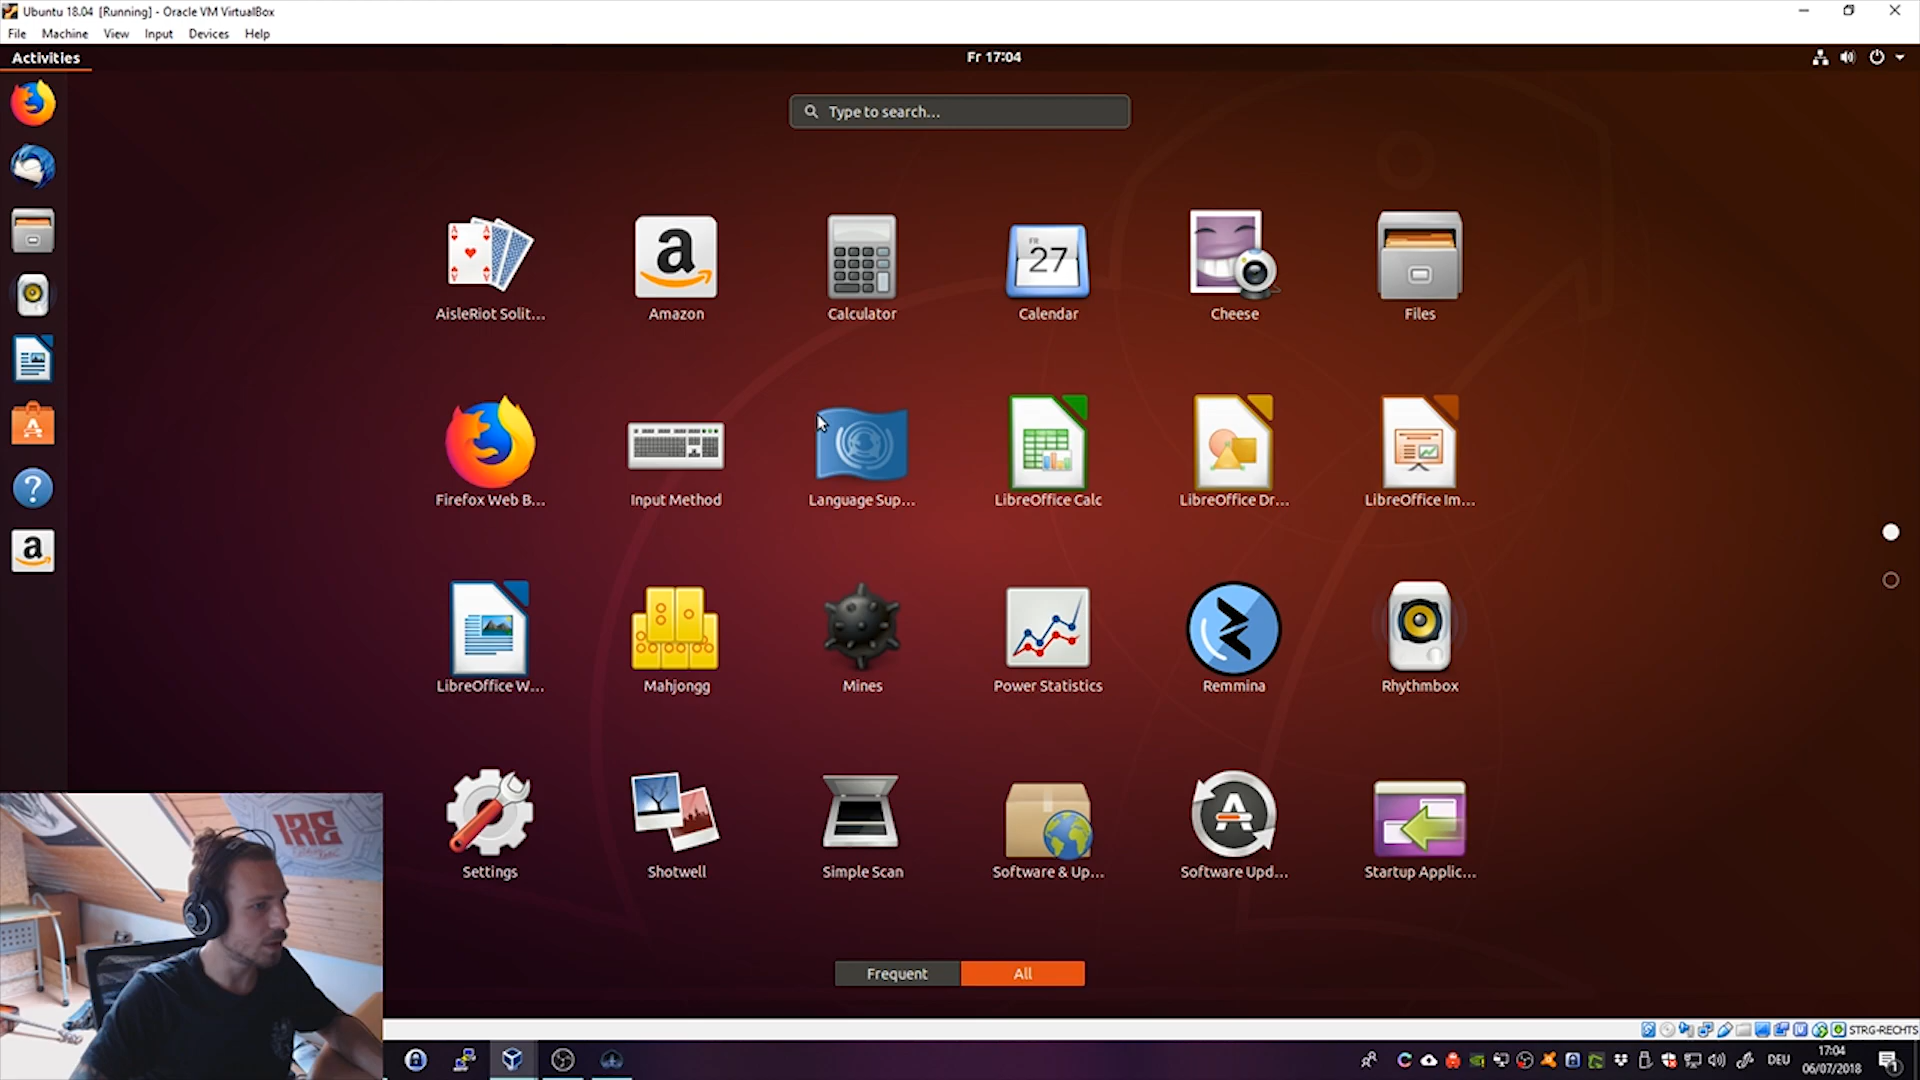 Ubuntu 18.04 [Running] - Oracle VM VirtualBox
File Machine View Input Devices Help
Activities
Fr 17:04
Type to search...
AisleRiot Solit...
Amazon
Calculator
FR
27
Calendar
Cheese
Files
Firefox Web B...
Input Method
Language Sup...
LibreOffice Calc
LibreOffice Dr...
LibreOffice Im...
LibreOffice W...
Mahjongg
Mines
Power Statistics
Remmina
Rhythmbox
Settings
Shotwell
Simple Scan
Software & Up...
Software Upd...
Startup Applic...
Frequent
All
IRE
STRG-RECHTS
DEU
17:04
06/07/2018
1